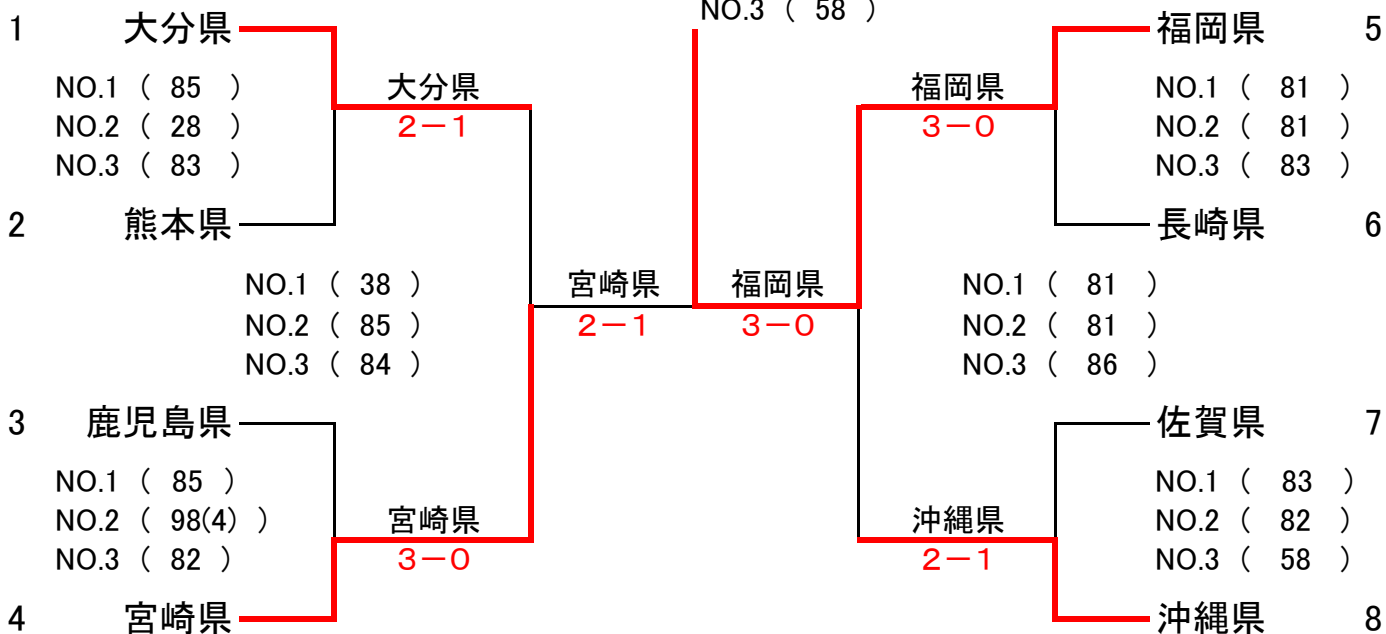 NO.3 ( 58 )
1 大分県
NO.1 ( 85 )
NO.2 ( 28 )
NO.3 ( 83 )
大分県
2－1
2 熊本県
NO.1 ( 38 )
NO.2 ( 85 )
NO.3 ( 84 )
宮崎県
2－1
3 鹿児島県
NO.1 ( 85 )
NO.2 ( 98(4) )
NO.3 ( 82 )
宮崎県
3－0
4 宮崎県
福岡県 5
NO.1 ( 81 )
NO.2 ( 81 )
NO.3 ( 83 )
福岡県
3－0
長崎県 6
福岡県
3－0
NO.1 ( 81 )
NO.2 ( 81 )
NO.3 ( 86 )
佐賀県 7
NO.1 ( 83 )
NO.2 ( 82 )
NO.3 ( 58 )
沖縄県
2－1
沖縄県 8